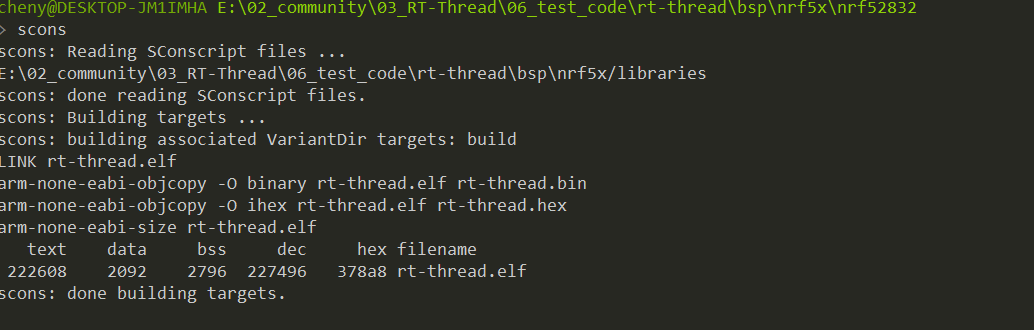 cheny@DESKTOP-JM1IMHA E:\02_community\03_RT-Thread\06_test_code\rt-thread\bsp\nrf5x\nrf52832
> scons
scons: Reading SConscript files ...
E:\02_community\03_RT-Thread\06_test_code\rt-thread\bsp\nrf5x/libraries
scons: done reading SConscript files.
scons: Building targets ...
scons: building associated VariantDir targets: build
LINK rt-thread.elf
arm-none-eabi-objcopy -O binary rt-thread.elf rt-thread.bin
arm-none-eabi-objcopy -O ihex rt-thread.elf rt-thread.hex
arm-none-eabi-size rt-thread.elf
   text    data     bss     dec     hex filename
 222608    2092    2796  227496   378a8 rt-thread.elf
scons: done building targets.